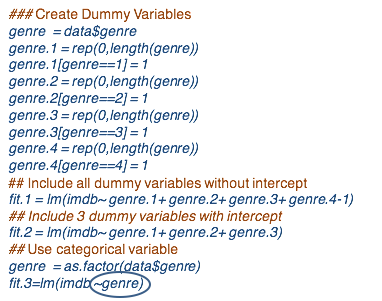 ### Create Dummy Variables
genre = data$genre
genre.1 = rep(0,length(genre))
genre.1[genre==1] = 1
genre.2 = rep(0,length(genre))
genre.2[genre==2] = 1
genre.3 = rep(0,length(genre))
genre.3[genre==3] = 1
genre.4 = rep(0,length(genre))
genre.4[genre==4] = 1
## Include all dummy variables without intercept
fit.1 = lm(imdb~ genre.1+ genre.2+ genre.3+ genre.4-1)
## Include 3 dummy variables with intercept
fit.2 = lm(imdb~ genre.1+ genre.2+ genre.3)
## Use categorical variable
genre = as.factor(data$genre)
fit.3=lm(imdb~genre)